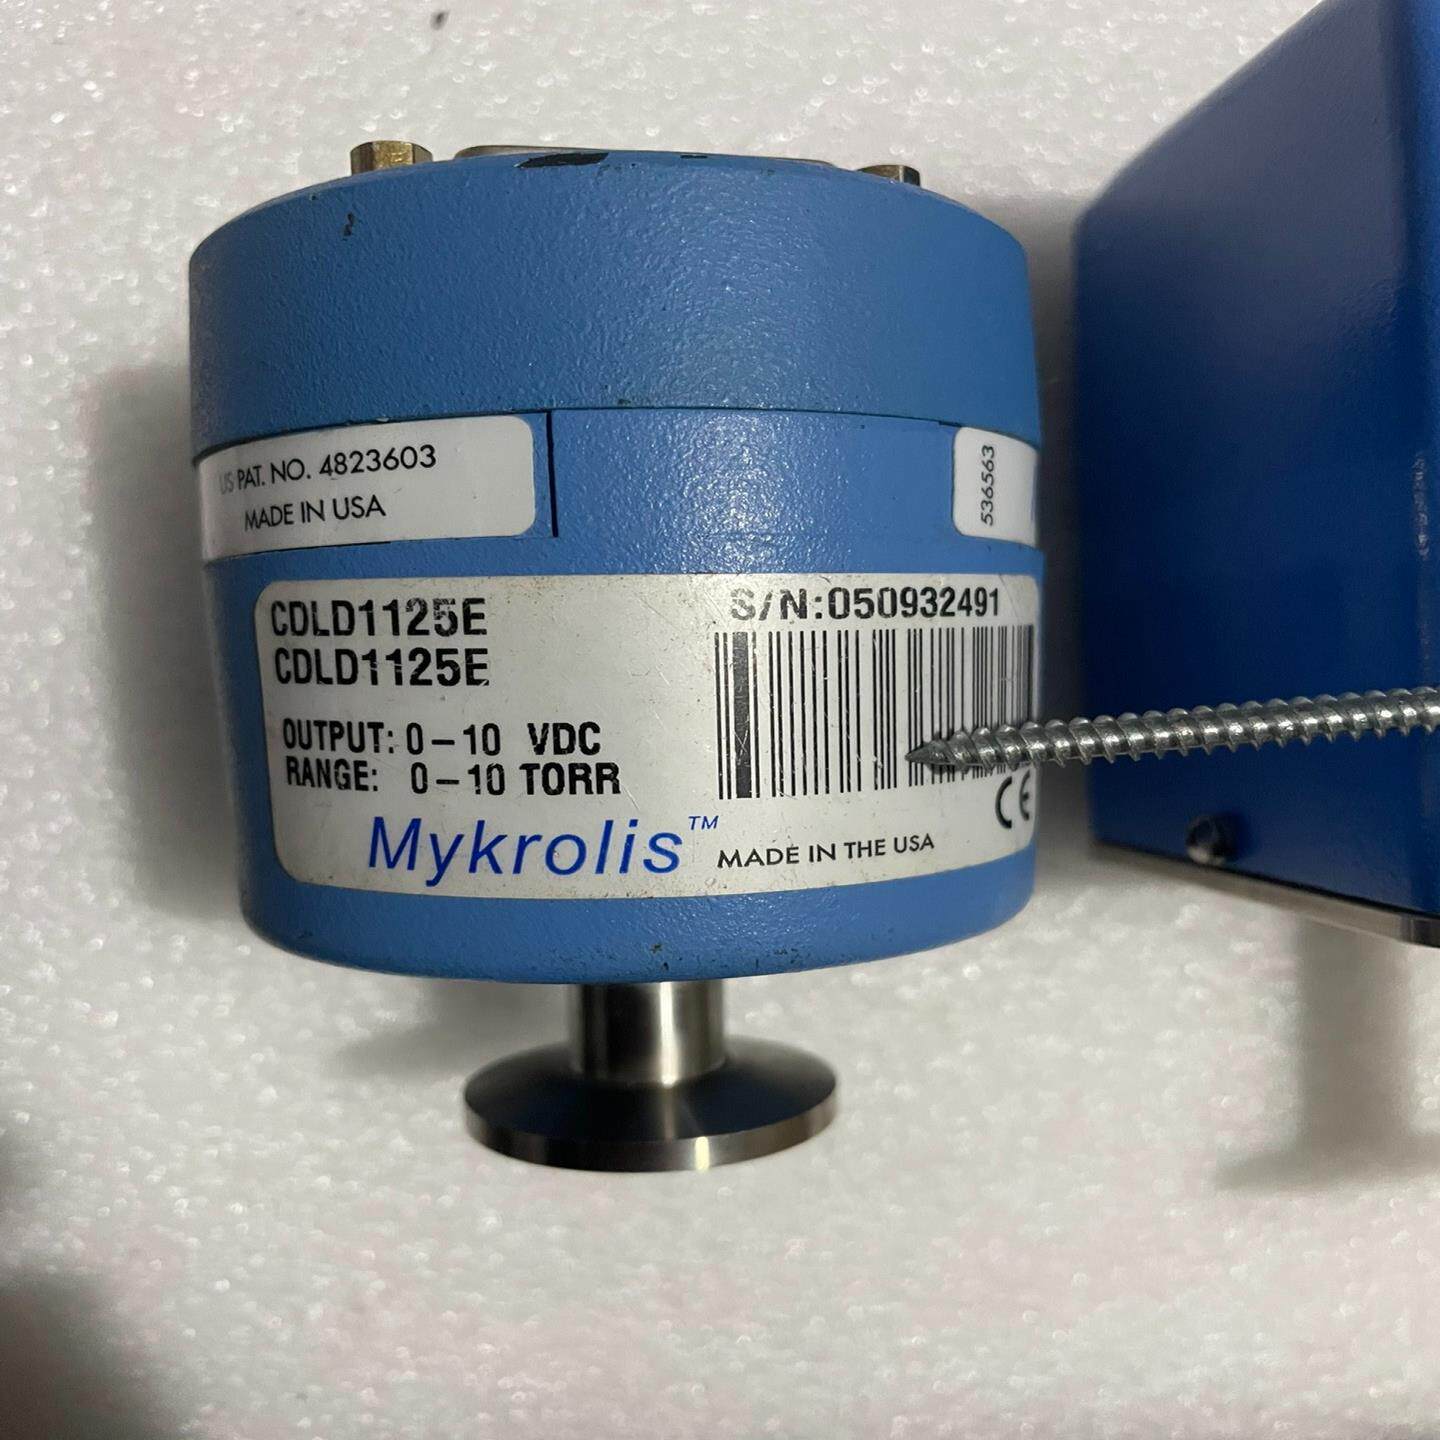 US PAT. NO. 4823603
MADE IN USA
536563
CDLD1125E
CDLD1125E
S/N:050932491
OUTPUT: 0-10 VDC
RANGE: 0-10 TORR
Mykrolis™
MADE IN THE USA
CE